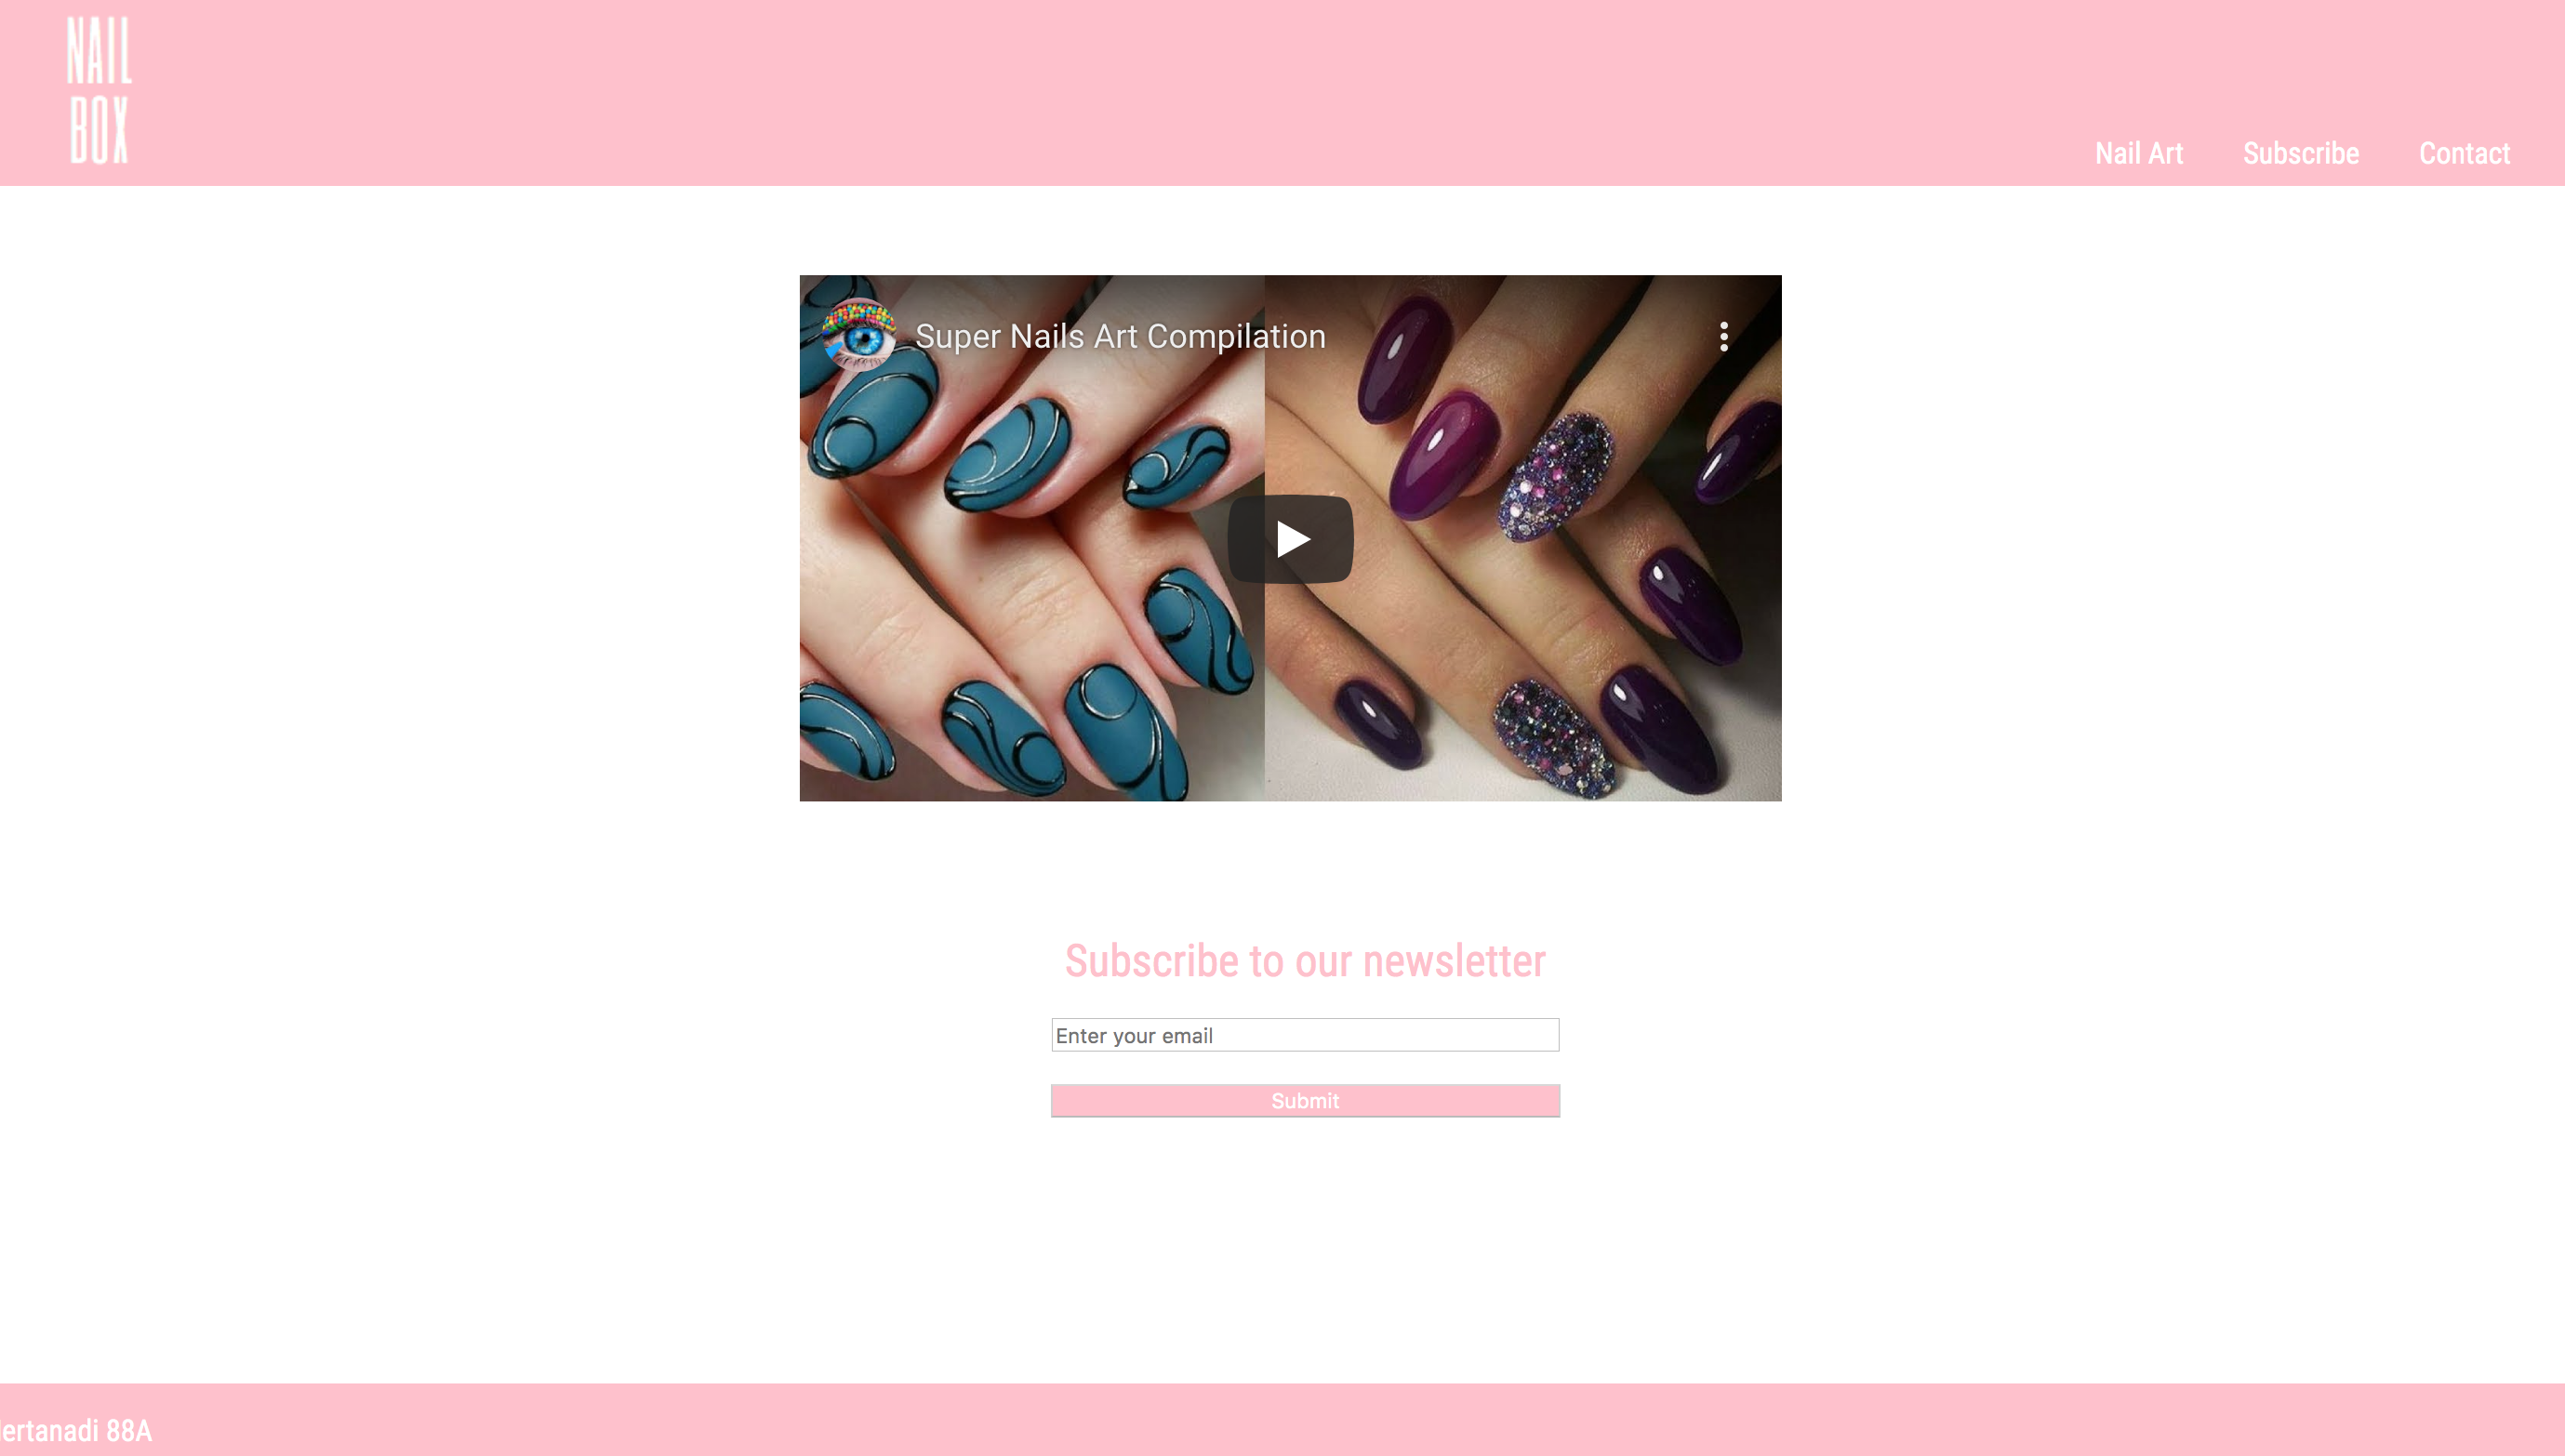 NAIL
BOX
Nail Art Subscribe Contact
Super Nails Art Compilation
Subscribe to our newsletter
Enter your email
Submit
88A